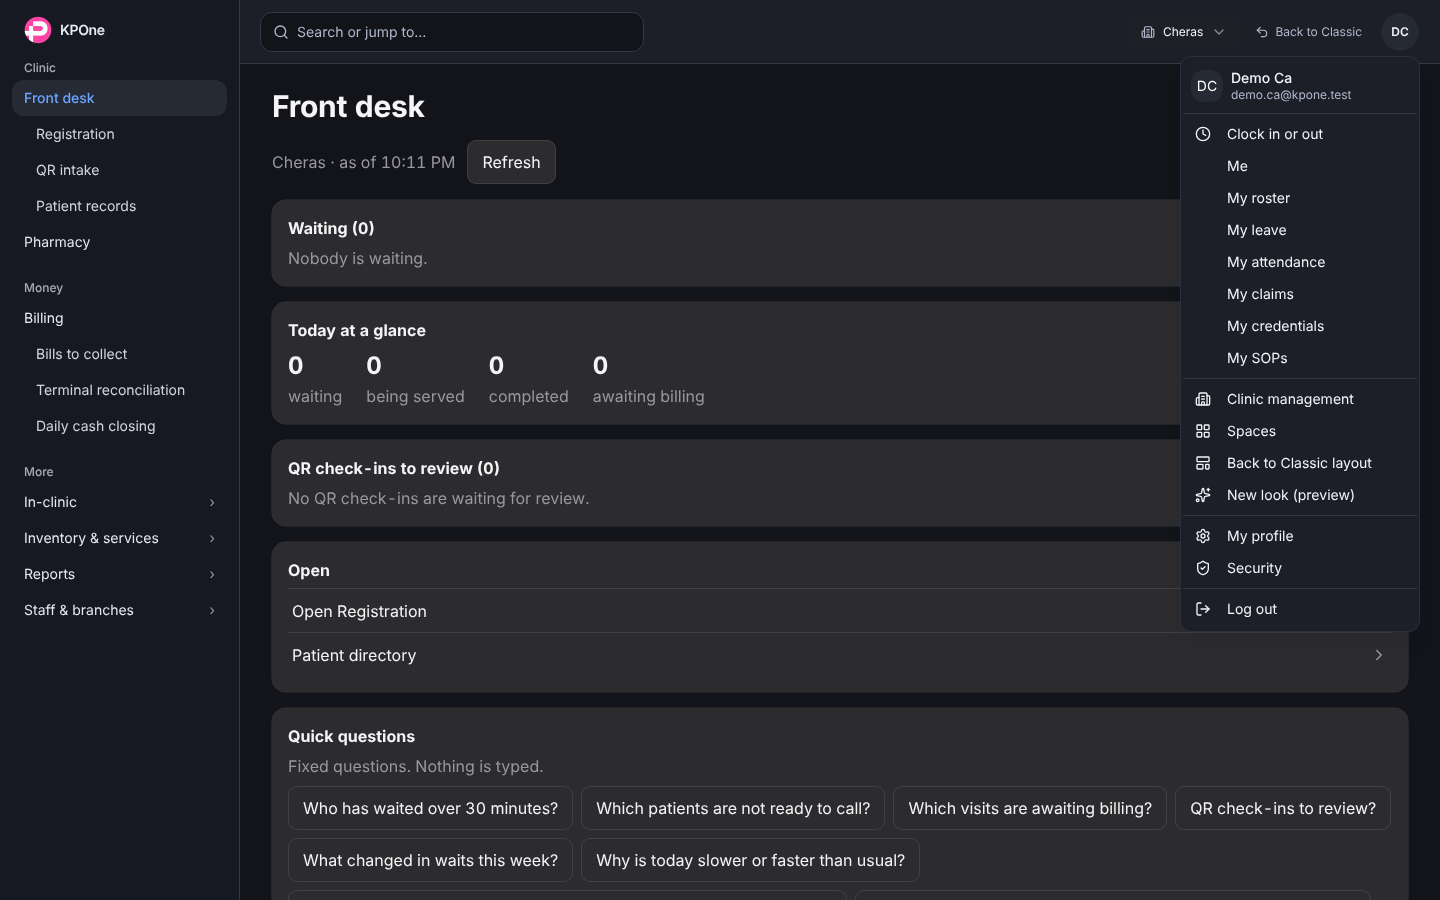 KPOne
Clinic
Front desk
Registration
QR intake
Patient records
Pharmacy
Money
Billing
Bills to collect
Terminal reconciliation
Daily cash closing
More
In-clinic
Inventory & services
Reports
Staff & branches
Search or jump to...
Cheras
Back to Classic
DC
Front desk
Cheras · as of 10:11 PM
Refresh
Waiting (0)
Nobody is waiting.
Today at a glance
0 0 0 0
waiting being served completed awaiting billing
QR check-ins to review (0)
No QR check-ins are waiting for review.
Open
Open Registration
Patient directory
Quick questions
Fixed questions. Nothing is typed.
Who has waited over 30 minutes? Which patients are not ready to call? Which visits are awaiting billing? QR check-ins to review?
What changed in waits this week? Why is today slower or faster than usual?
DC
Demo Ca
demo.ca@kpone.test
Clock in or out
Me
My roster
My leave
My attendance
My claims
My credentials
My SOPs
Clinic management
Spaces
Back to Classic layout
New look (preview)
My profile
Security
Log out